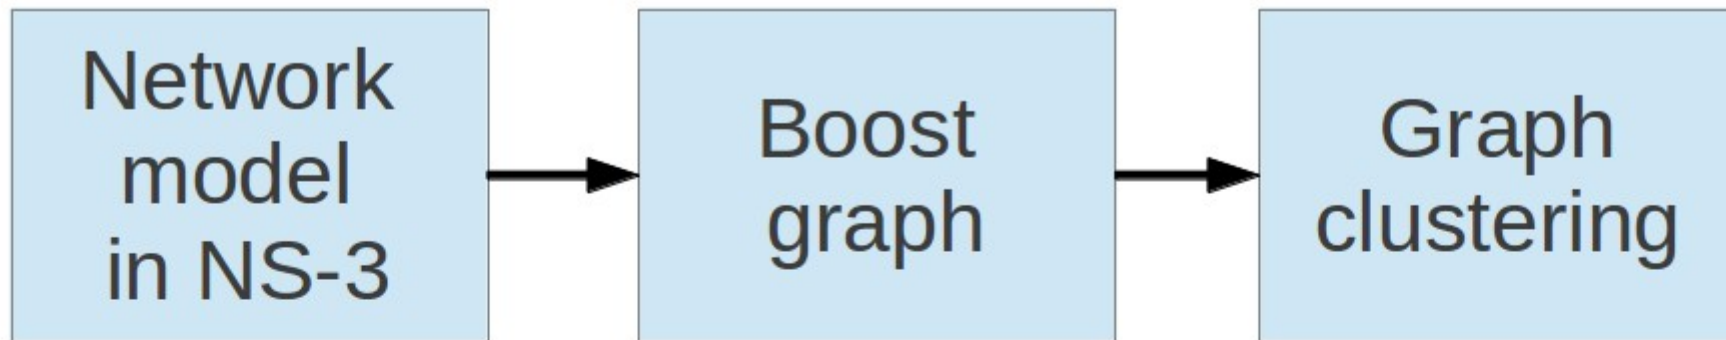 Network
model
in NS-3
Boost
graph
Graph
clustering